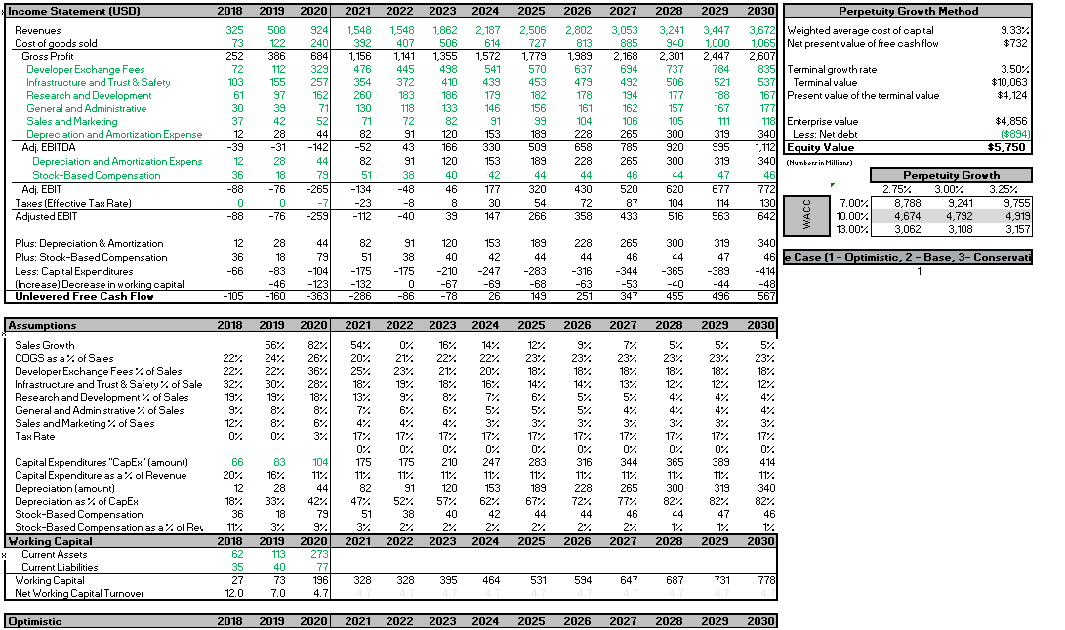 Income Statement (USD) 2018 2019 2020 2021 2022 2023 2024 2025 2026 2027 2028 2029 2030
Revenues 325 508 924 1,548 1,548 1,862 2,187 2,506 2,802 3,053 3,241 3,447 3,672
Cost of goods sold 73 122 240 392 407 506 614 727 813 885 940 1,000 1,065
Gross Profit 252 386 684 1,156 1,141 1,355 1,572 1,779 1,989 2,168 2,301 2,447 2,607
Developer Exchange Fees 72 112 329 476 445 498 541 570 637 694 737 784 835
Infrastructure and Trust & Safety 103 155 257 354 372 410 439 453 479 492 506 521 537
Research and Development 61 97 162 260 183 186 179 182 178 194 177 188 167
General and Administrative 30 39 71 130 118 133 146 156 161 162 157 167 177
Sales and Marketing 37 42 52 71 72 82 91 99 104 106 105 111 118
Depreciation and Amortization Expense 12 28 44 82 91 120 153 189 228 265 300 319 340
Adj. EBITDA -39 -31 -142 -52 43 166 330 509 658 785 920 995 1,112
Depreciation and Amortization Expens 12 28 44 82 91 120 153 189 228 265 300 319 340
Stock-Based Compensation 36 18 79 51 38 40 42 44 44 46 44 47 46
Adj. EBIT -88 -76 -265 -134 -48 46 177 320 430 520 620 677 772
Taxes (Effective Tax Rate) 0 0 -7 -23 -8 8 30 54 72 87 104 114 130
Adjusted EBIT -88 -76 -259 -112 -40 39 147 266 358 433 516 563 642
Plus: Depreciation & Amortization 12 28 44 82 91 120 153 189 228 265 300 319 340
Plus: Stock-Based Compensation 36 18 79 51 38 40 42 44 44 46 44 47 46
Less: Capital Expenditures -66 -83 -104 -175 -175 -210 -247 -283 -316 -344 -365 -389 -414
(Increase)Decrease in working capital -46 -123 -132 0 -67 -69 -68 -63 -53 -40 -44 -48
Unlevered Free Cash Flow -105 -160 -363 -286 -86 -78 26 149 251 347 455 496 567
Perpetuity Growth Method
Weighted average cost of capital 9.33%
Net present value of free cash flow $732
Terminal growth rate 3.50%
Terminal value $10,063
Present value of the terminal value $4,124
Enterprise value $4,856
Less: Net debt ($894)
Equity Value $5,750
(Numbers in Millions)
Perpetuity Growth
2.75% 3.00% 3.25%
WACC
7.00% 8,788 9,241 9,755
10.00% 4,674 4,792 4,919
13.00% 3,062 3,108 3,157
e Case (1 - Optimistic, 2 - Base, 3- Conservati
1
Assumptions 2018 2019 2020 2021 2022 2023 2024 2025 2026 2027 2028 2029 2030
Sales Growth 56% 82% 54% 0% 16% 14% 12% 9% 7% 5% 5% 5%
COGS as a % of Sales 22% 24% 26% 20% 21% 22% 22% 23% 23% 23% 23% 23% 23%
Developer Exchange Fees % of Sales 22% 22% 36% 25% 23% 21% 20% 18% 18% 18% 18% 18% 18%
Infrastructure and Trust & Safety % of Sale 32% 30% 28% 18% 19% 18% 16% 14% 14% 13% 12% 12% 12%
Research and Development % of Sales 19% 19% 18% 13% 9% 8% 7% 6% 5% 5% 4% 4% 4%
General and Administrative % of Sales 9% 8% 8% 7% 6% 6% 5% 5% 5% 4% 4% 4% 4%
Sales and Marketing % of Sales 12% 8% 6% 4% 4% 4% 3% 3% 3% 3% 3% 3% 3%
Tax Rate 0% 0% 3% 17% 17% 17% 17% 17% 17% 17% 17% 17% 17%
0% 0% 0% 0% 0% 0% 0% 0% 0% 0%
Capital Expenditures "CapEx" (amount) 66 83 104 175 175 210 247 283 316 344 365 389 414
Capital Expenditure as a % of Revenue 20% 16% 11% 11% 11% 11% 11% 11% 11% 11% 11% 11% 11%
Depreciation (amount) 12 28 44 82 91 120 153 189 228 265 300 319 340
Depreciation as % of CapEx 18% 33% 42% 47% 52% 57% 62% 67% 72% 77% 82% 82% 82%
Stock-Based Compensation 36 18 79 51 38 40 42 44 44 46 44 47 46
Stock-Based Compensation as a % of Rev. 11% 3% 9% 3% 2% 2% 2% 2% 2% 2% 1% 1% 1%
Working Capital 2018 2019 2020 2021 2022 2023 2024 2025 2026 2027 2028 2029 2030
Current Assets 62 113 273
Current Liabilities 35 40 77
Working Capital 27 73 196 328 328 395 464 531 594 647 687 731 778
Net Working Capital Turnover 12.0 7.0 4.7 4.7 4.7 4.7 4.7 4.7 4.7 4.7 4.7 4.7 4.7
Optimistic 2018 2019 2020 2021 2022 2023 2024 2025 2026 2027 2028 2029 2030